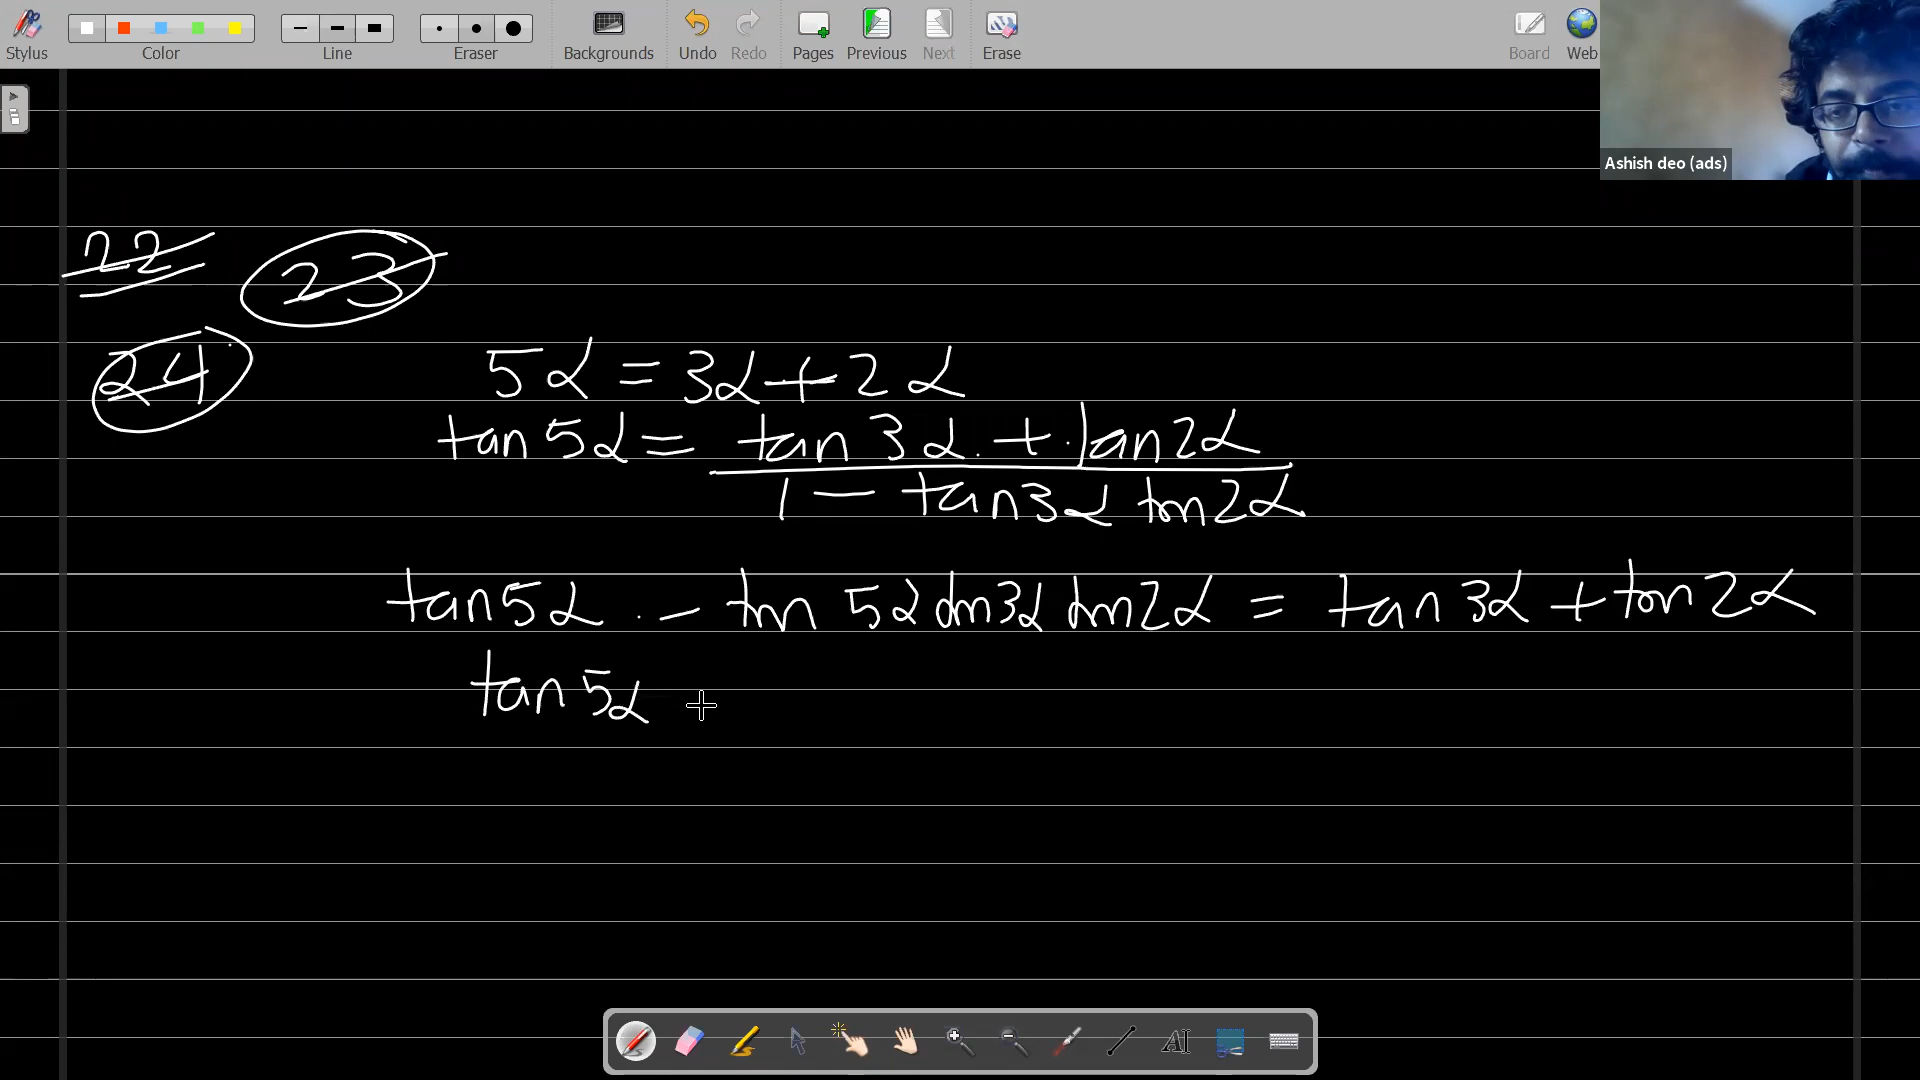 Stylus Color Line Eraser Backgrounds Undo Redo Pages Previous Next Erase Board Web
Ashish deo (ads)
22 23
24
5α = 3α + 2α
tan 5α = tan 3α + tan 2α
1 - tan 3α tan 2α
tan 5α - tan 5α tan 3α tan 2α = tan 3α + tan 2α
tan 5α